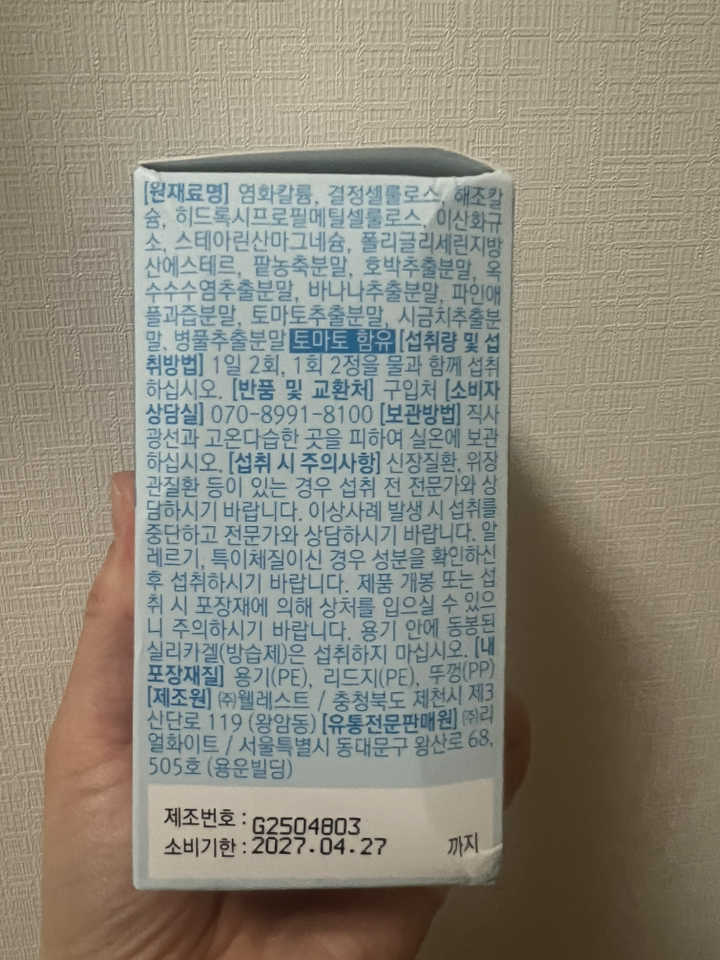 [원재료명] 염화칼륨, 결정셀룰로스, 해조칼
슘, 히드록시프로필메틸셀룰로스, 이산화규
소, 스테아린산마그네슘, 폴리글리세린지방
산에스테르, 팥농축분말, 호박추출분말, 옥
수수수염추출분말, 바나나추출분말, 파인애
플과즙분말, 토마토추출분말, 시금치추출분
말, 병풀추출분말 토마토 함유 [섭취량 및 섭
취방법] 1일 2회, 1회 2정을 물과 함께 섭취
하십시오. [반품 및 교환처] 구입처 [소비자
상담실] 070-8991-8100 [보관방법] 직사
광선과 고온다습한 곳을 피하여 실온에 보관
하십시오. [섭취 시 주의사항] 신장질환, 위장
관질환 등이 있는 경우 섭취 전 전문가와 상
담하시기 바랍니다. 이상사례 발생 시 섭취를
중단하고 전문가와 상담하시기 바랍니다. 알
레르기, 특이체질이신 경우 성분을 확인하신
후 섭취하시기 바랍니다. 제품 개봉 또는 섭
취 시 포장재에 의해 상처를 입으실 수 있으
니 주의하시기 바랍니다. 용기 안에 동봉된
실리카겔(방습제)은 섭취하지 마십시오. [내
포장재질] 용기(PE), 리드지(PE), 뚜껑(PP)
[제조원] ㈜웰레스트 / 충청북도 제천시 제3
산단로 119 (왕암동) [유통전문판매원] ㈜리
얼화이트 / 서울특별시 동대문구 왕산로 68,
505호 (용운빌딩)
제조번호 : G2504803
소비기한 : 2027.04.27 까지